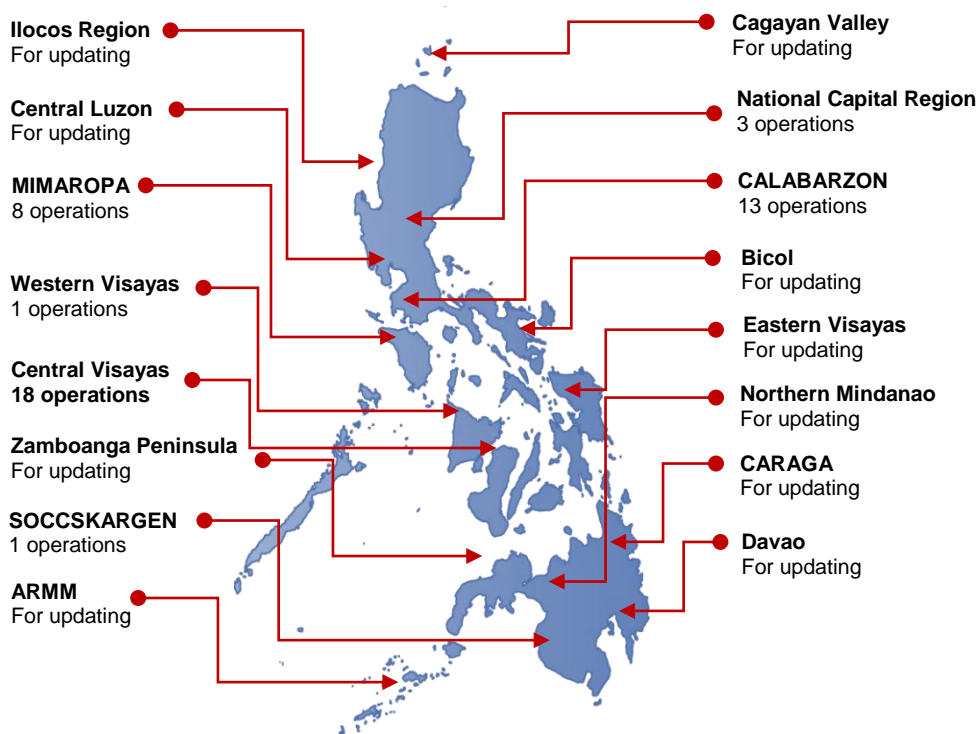 Ilocos Region
For updating
Central Luzon
For updating
MIMAROPA
8 operations
Western Visayas
1 operations
Central Visayas
18 operations
Zamboanga Peninsula
For updating
SOCCSKARGEN
1 operations
ARMM
For updating
Cagayan Valley
For updating
National Capital Region
3 operations
CALABARZON
13 operations
Bicol
For updating
Eastern Visayas
For updating
Northern Mindanao
For updating
CARAGA
For updating
Davao
For updating